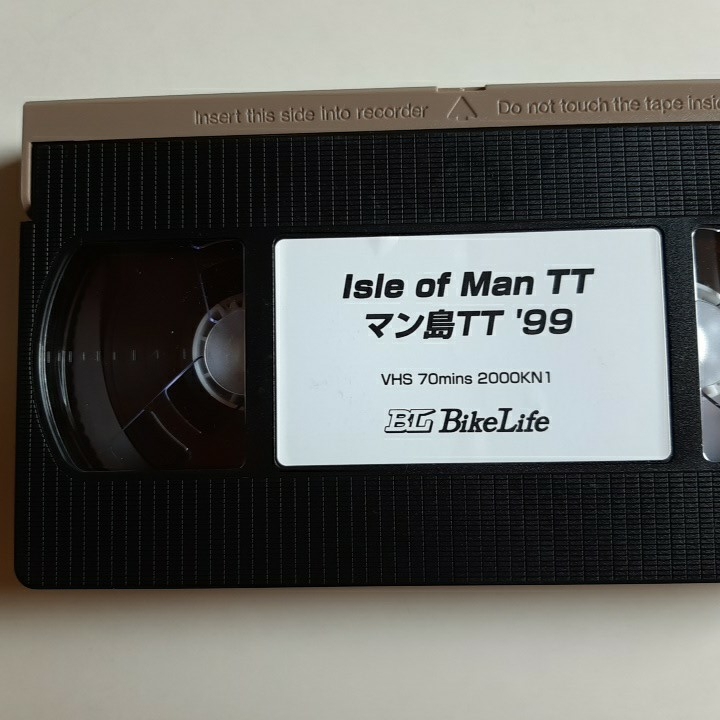 Insert this side into recorder
Do not touch the tape inside
Isle of Man TT
マン島TT '99
VHS 70mins 2000KN1
BL BikeLife